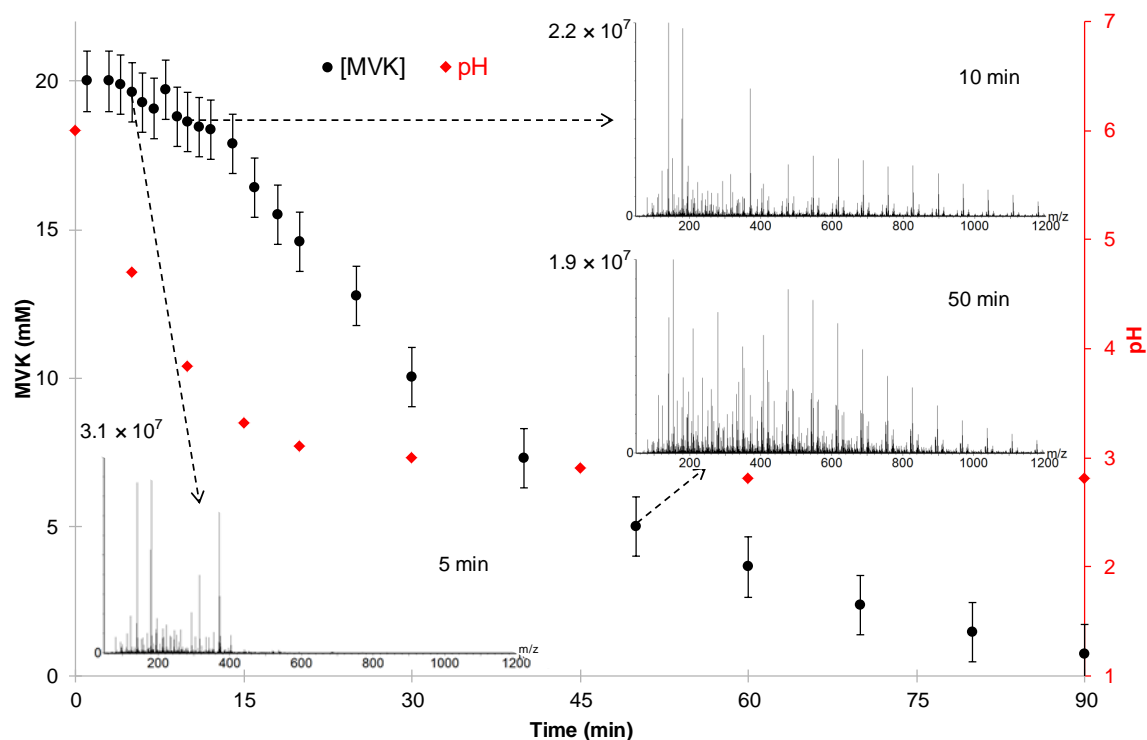 [MVK] pH
MVK (mM)
20
15
10
5
0
0 15 30 45 60 75 90
Time (min)
pH
7
6
5
4
3
2
1
2.2 × 10⁷
10 min
0
200 400 600 800 1000 1200
m/z
1.9 × 10⁷
50 min
0
200 400 600 800 1000 1200
m/z
3.1 × 10⁷
5 min
0
200 400 600 800 1000 1200
m/z